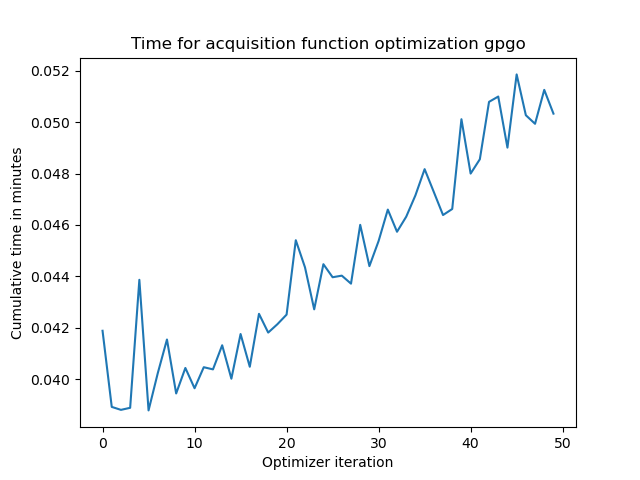 Time for acquisition function optimization gpgo
Cumulative time in minutes
0.052
0.050
0.048
0.046
0.044
0.042
0.040
0 10 20 30 40 50
Optimizer iteration